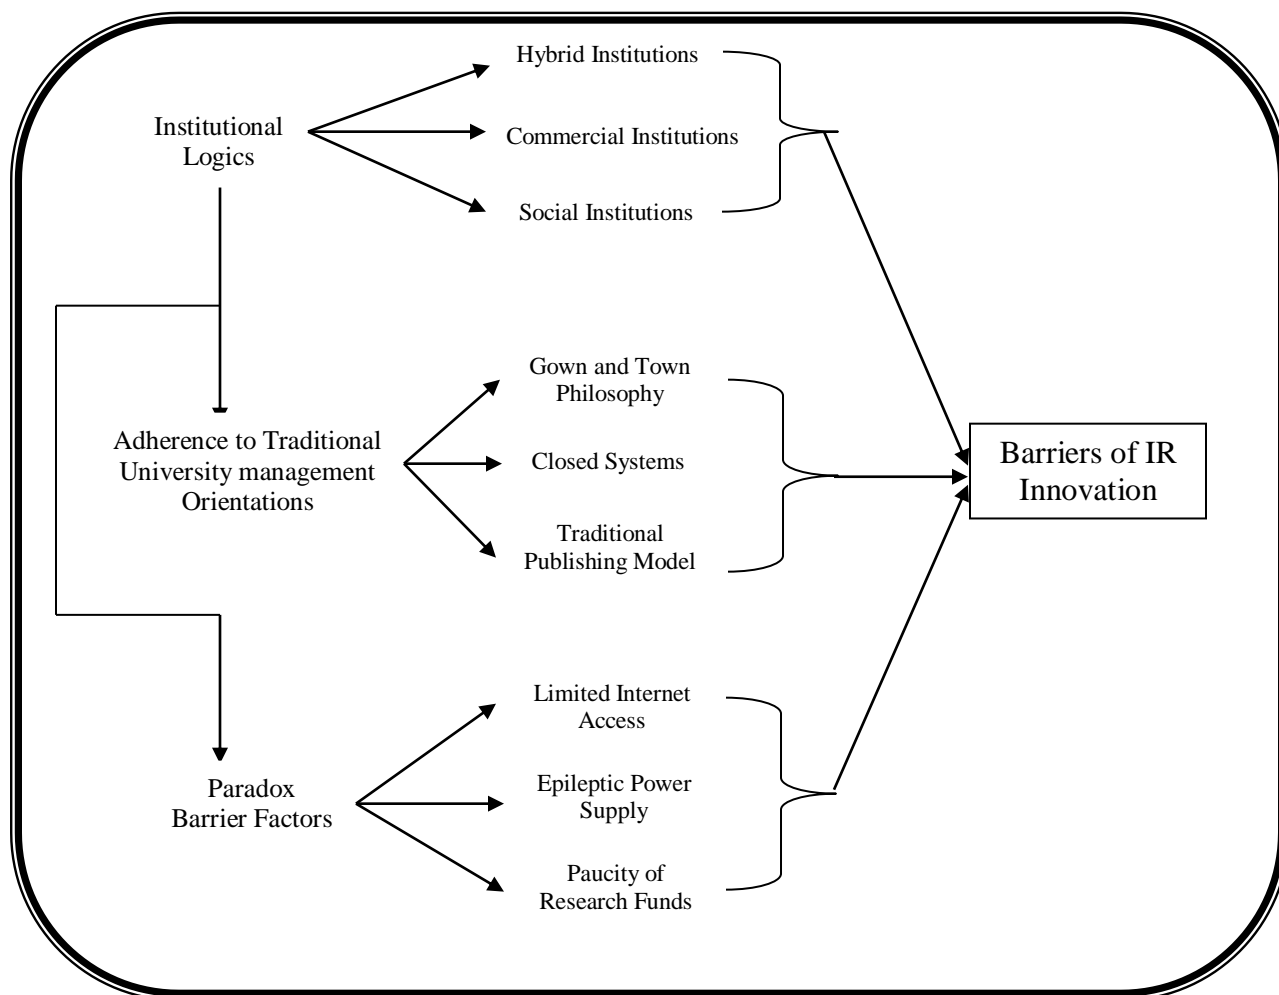 Institutional
Logics
Hybrid Institutions
Commercial Institutions
Social Institutions
Adherence to Traditional
University management
Orientations
Gown and Town
Philosophy
Closed Systems
Traditional
Publishing Model
Barriers of IR
Innovation
Paradox
Barrier Factors
Limited Internet
Access
Epileptic Power
Supply
Paucity of
Research Funds